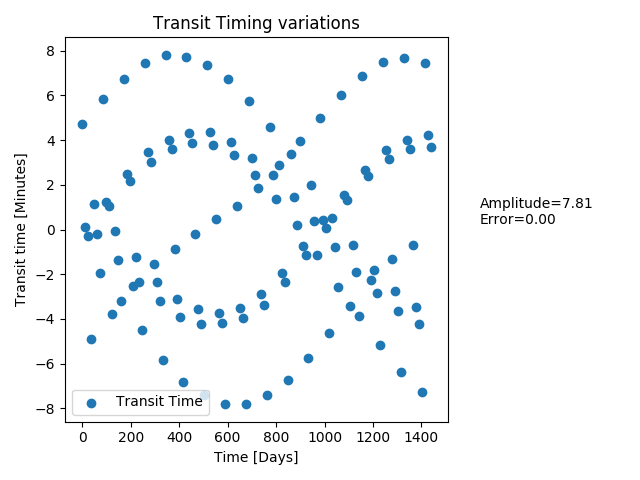 Transit Timing variations
Transit time [Minutes]
8
6
4
2
0
−2
−4
−6
−8
Amplitude=7.81
Error=0.00
Transit Time
0 200 400 600 800 1000 1200 1400
Time [Days]